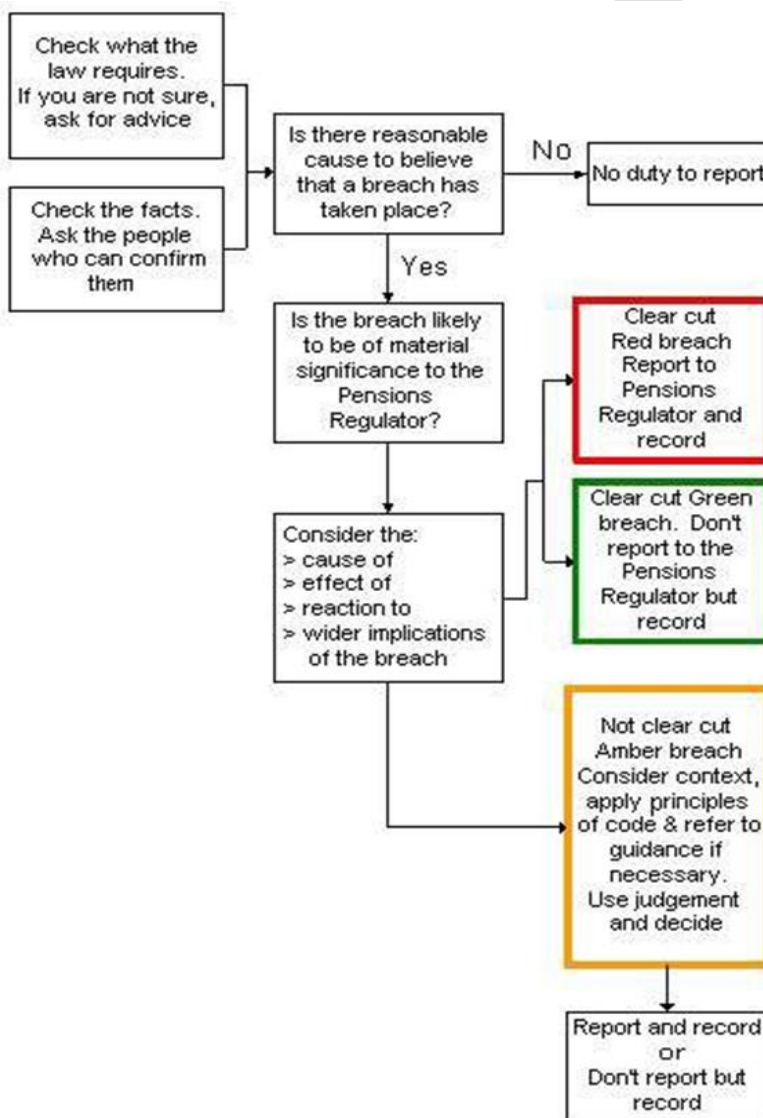 Check what the
law requires.
If you are not sure,
ask for advice
Check the facts.
Ask the people
who can confirm
them
Is there reasonable
cause to believe
that a breach has
taken place?
No
No duty to report
Yes
Is the breach likely
to be of material
significance to the
Pensions
Regulator?
Clear cut
Red breach
Report to
Pensions
Regulator and
record
Clear cut Green
breach. Don't
report to the
Pensions
Regulator but
record
Consider the:
> cause of
> effect of
> reaction to
> wider implications
of the breach
Not clear cut
Amber breach
Consider context,
apply principles
of code & refer to
guidance if
necessary.
Use judgement
and decide
Report and record
or
Don't report but
record